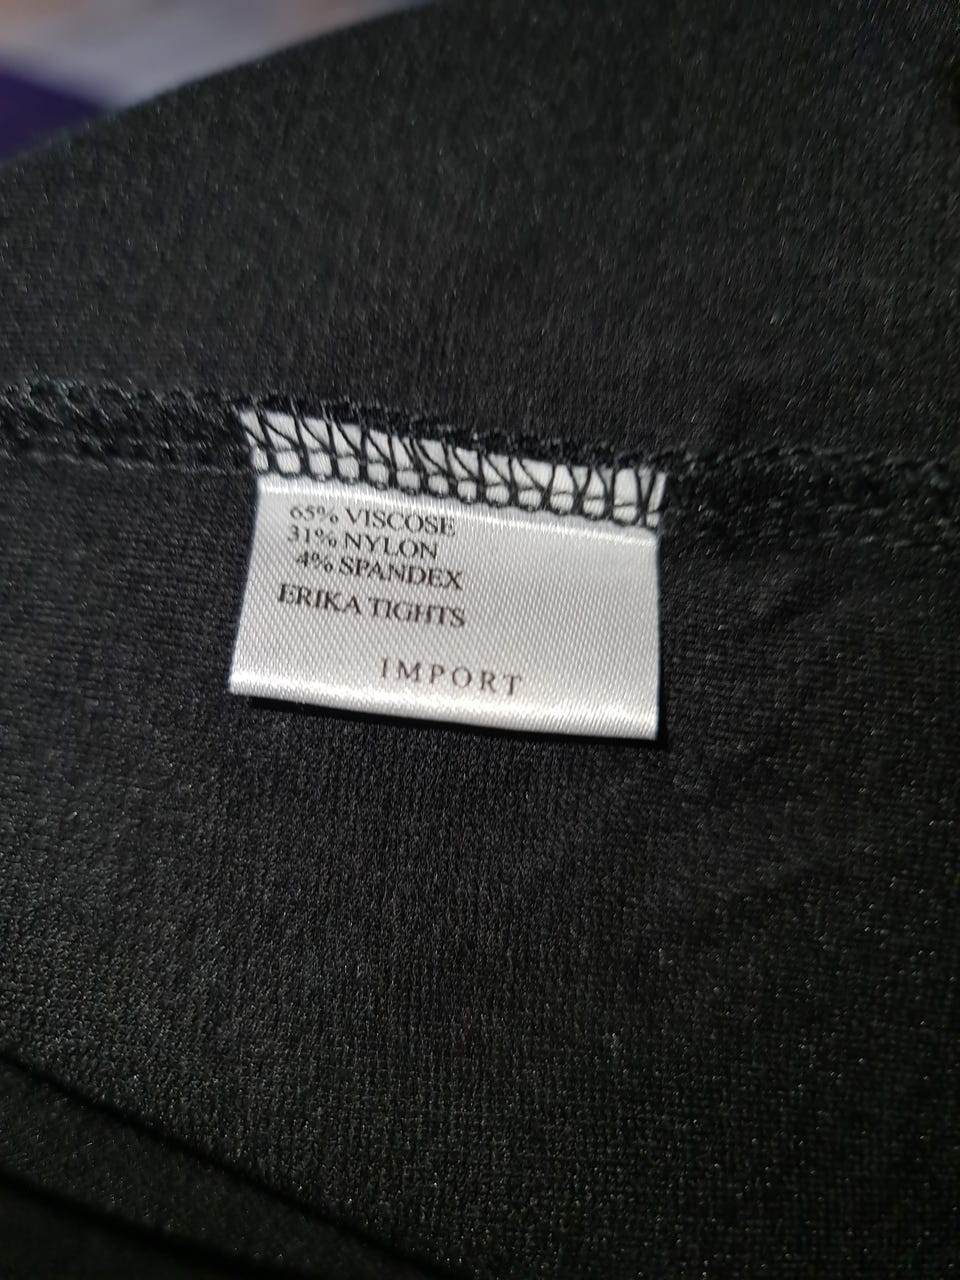 65% VISCOSE
31% NYLON
4% SPANDEX
ERIKA TIGHTS
IMPORT